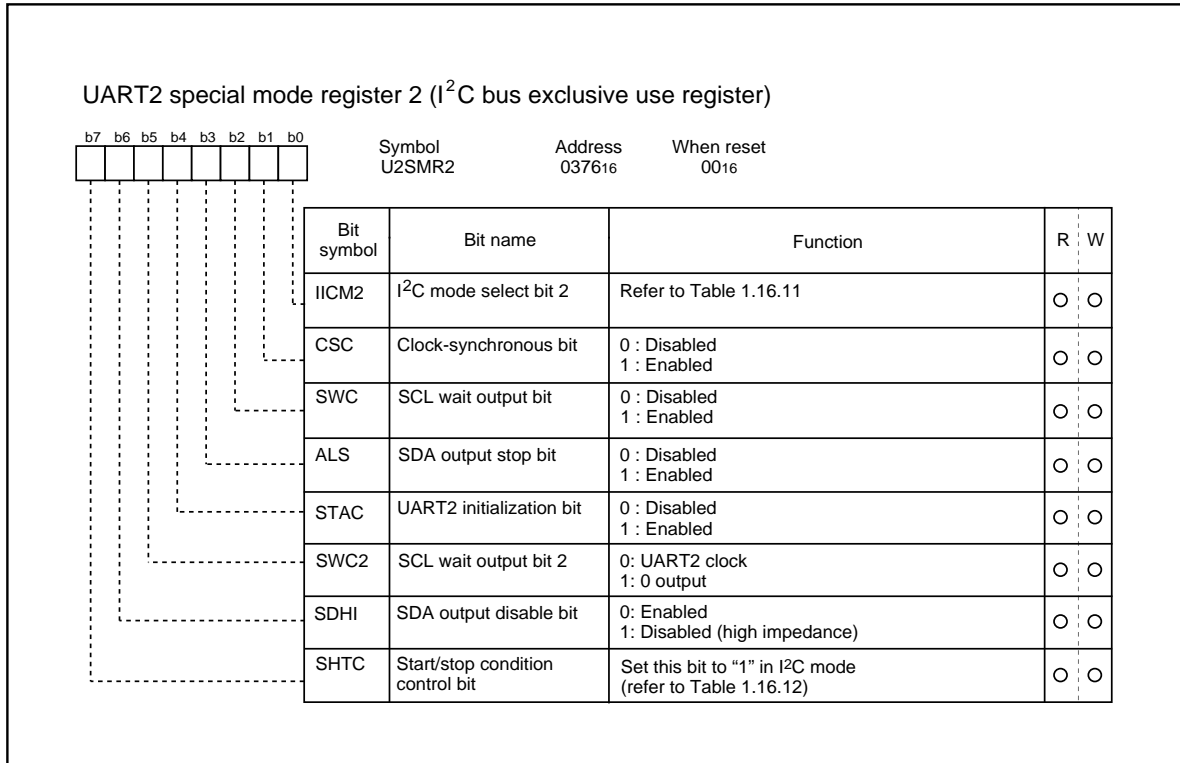 UART2 special mode register 2 (I2C bus exclusive use register)
b7 b6 b5 b4 b3 b2 b1 b0
Symbol Address When reset
U2SMR2 037616 0016
Bit symbol Bit name Function R W
IICM2 I2C mode select bit 2 Refer to Table 1.16.11
CSC Clock-synchronous bit 0 : Disabled
1 : Enabled
SWC SCL wait output bit 0 : Disabled
1 : Enabled
ALS SDA output stop bit 0 : Disabled
1 : Enabled
STAC UART2 initialization bit 0 : Disabled
1 : Enabled
SWC2 SCL wait output bit 2 0: UART2 clock
1: 0 output
SDHI SDA output disable bit 0: Enabled
1: Disabled (high impedance)
SHTC Start/stop condition control bit Set this bit to “1” in I2C mode
(refer to Table 1.16.12)